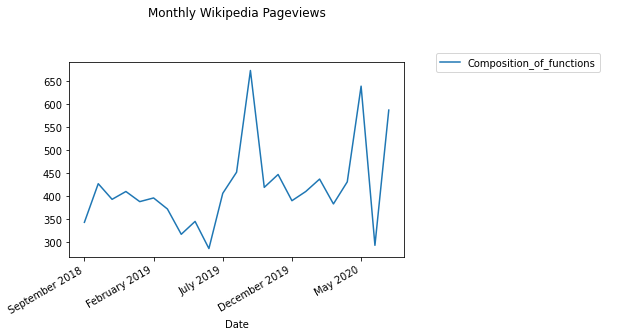 Monthly Wikipedia Pageviews
Composition_of_functions
650
600
550
500
450
400
350
300
September 2018
February 2019
July 2019
December 2019
May 2020
Date